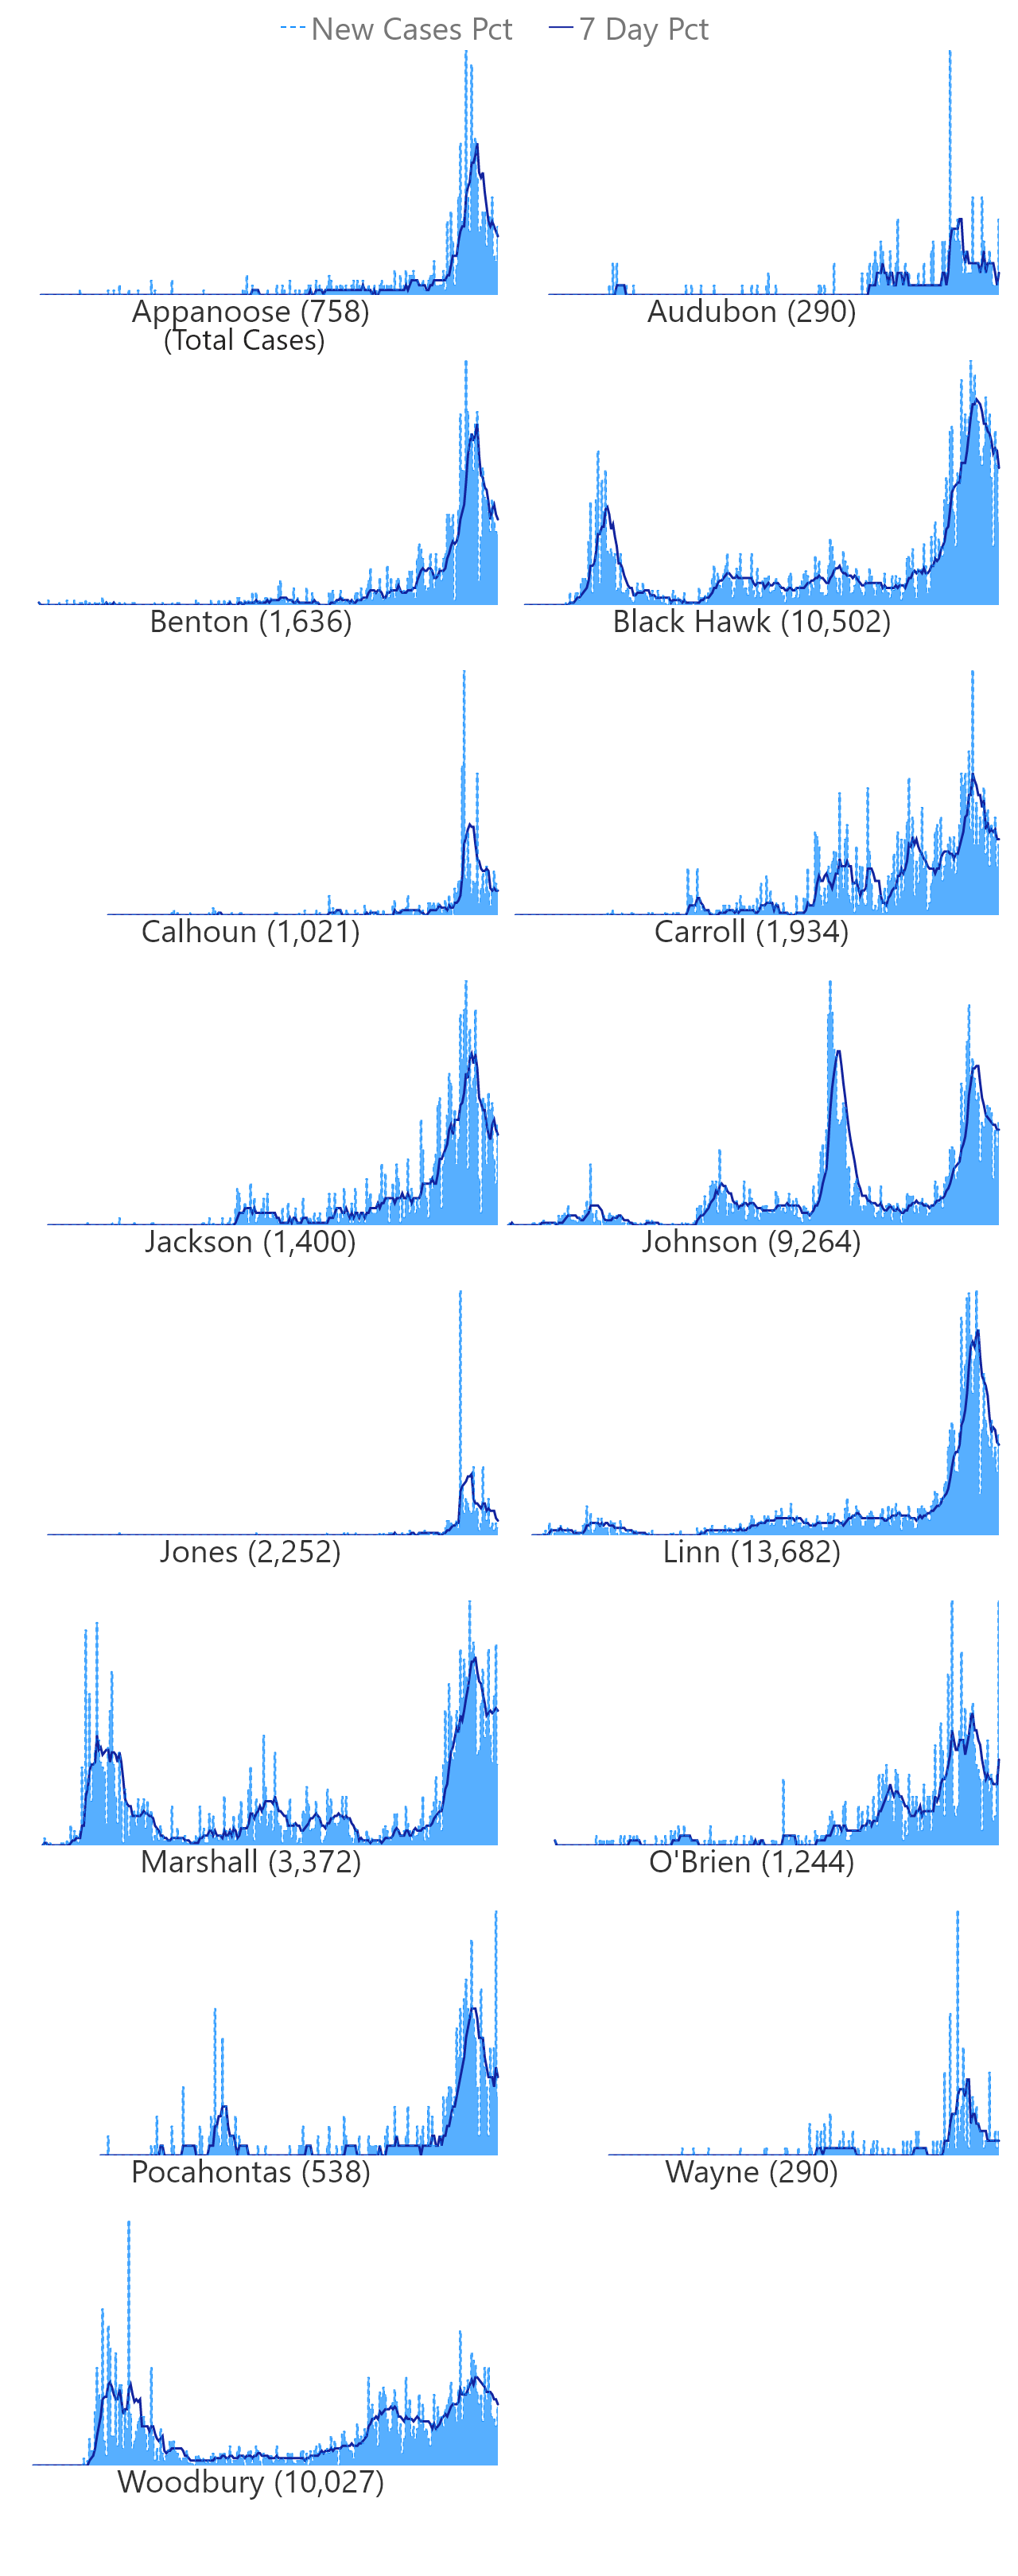 New Cases Pct 7 Day Pct
Appanoose (758) Audubon (290)
(Total Cases)
Benton (1,636) Black Hawk (10,502)
Calhoun (1,021) Carroll (1,934)
Jackson (1,400) Johnson (9,264)
Jones (2,252) Linn (13,682)
Marshall (3,372) O'Brien (1,244)
Pocahontas (538) Wayne (290)
Woodbury (10,027)